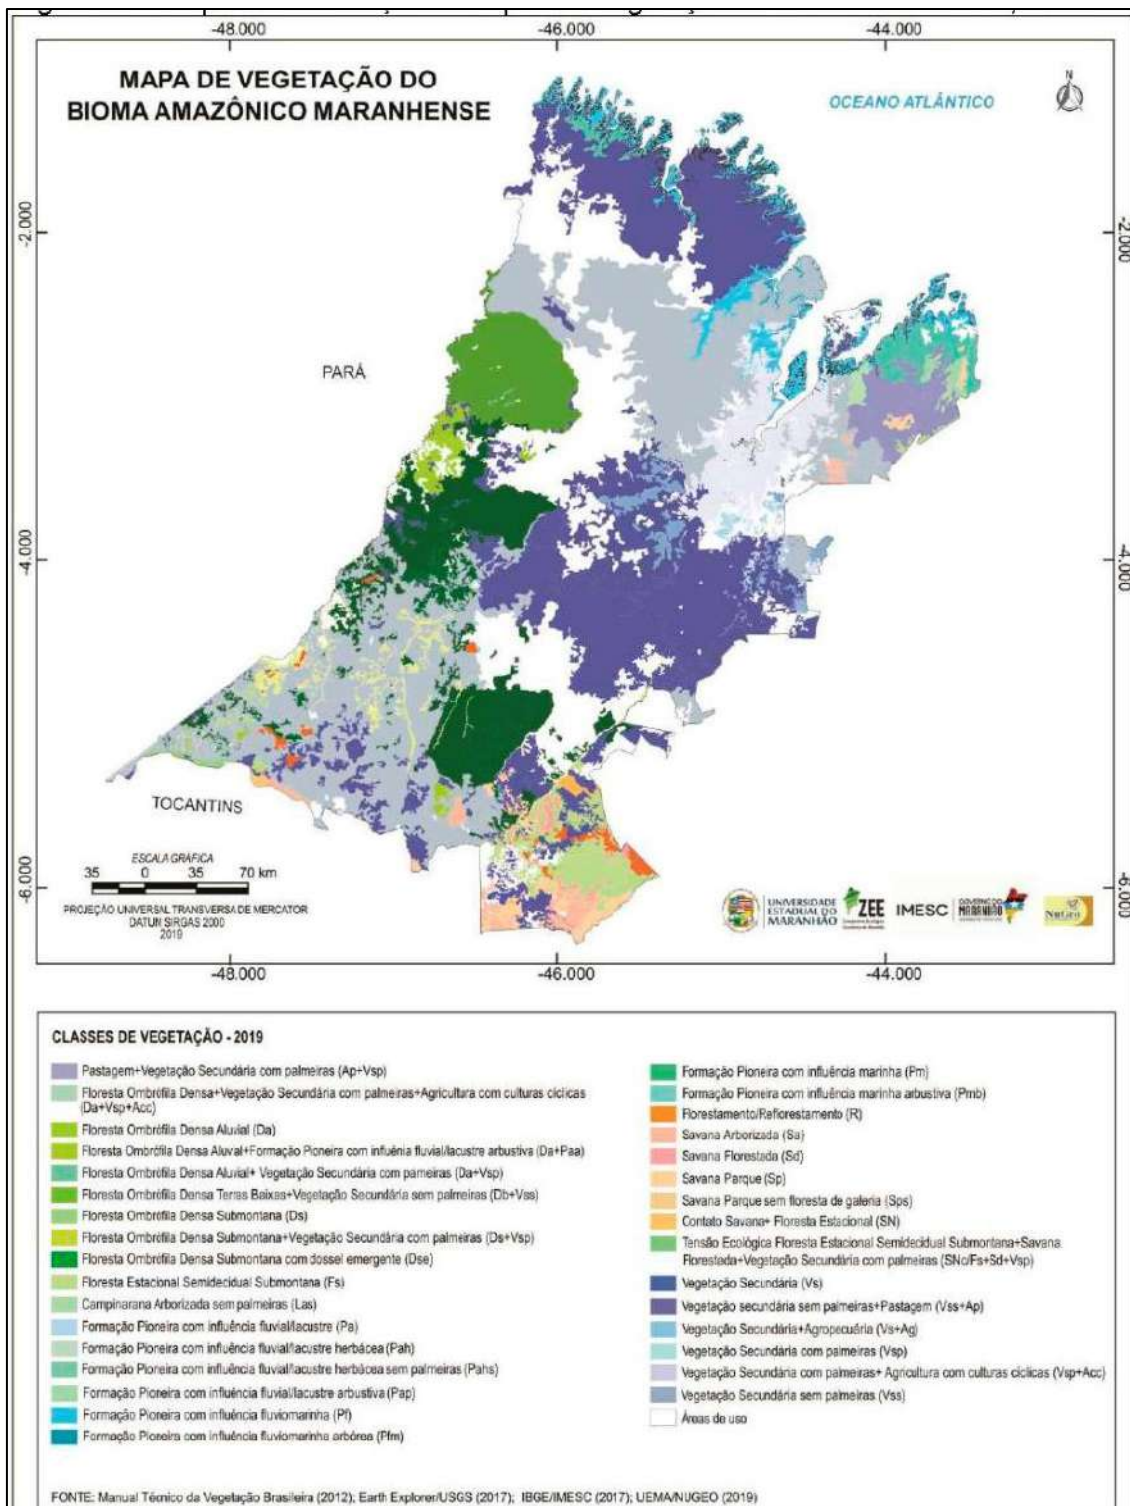 -48.000
-46.000
-44.000
MAPA DE VEGETAÇÃO DO
BIOMA AMAZÔNICO MARANHENSE
OCEANO ATLÂNTICO
N
-2.000
-2.000
PARÁ
-4.000
-4.000
TOCANTINS
ESCALA GRÁFICA
35 0 35 70 km
-6.000
-6.000
PROJEÇÃO UNIVERSAL TRANSVERSA DE MERCATOR
DATUN SIRGAS 2000
2019
UNIVERSIDADE
ESTADUAL DO
MARANHÃO
ZEE
IMESC
GOVERNO DO
MARANHÃO
NuGeo
-48.000
-46.000
-44.000
CLASSES DE VEGETAÇÃO - 2019
Pastagem+Vegetação Secundária com palmeiras (Ap+Vsp)
Floresta Ombrófila Densa+Vegetação Secundária com palmeiras+Agricultura com culturas cíclicas
(Da+Vsp+Acc)
Floresta Ombrófila Densa Aluvial (Da)
Floresta Ombrófila Densa Aluval+Formação Pioneira com influênia fluvial/lacustre arbustiva (Da+Paa)
Floresta Ombrófila Densa Aluvial+ Vegetação Secundária com pameiras (Da+Vsp)
Floresta Ombrófila Densa Terras Baixas+Vegetação Secundária sem palmeiras (Db+Vss)
Floresta Ombrófila Densa Submontana (Ds)
Floresta Ombrófila Densa Submontana+Vegetação Secundária com palmeiras (Ds+Vsp)
Floresta Ombrófila Densa Submontana com dossel emergente (Dse)
Floresta Estacional Semidecidual Submontana (Fs)
Campinarana Arborizada sem palmeiras (Las)
Formação Pioneira com influência fluvial/lacustre (Pa)
Formação Pioneira com influência fluvial/lacustre herbácea (Pah)
Formação Pioneira com influência fluvial/lacustre herbácea sem palmeiras (Pahs)
Formação Pioneira com influência fluvial/lacustre arbustiva (Pap)
Formação Pioneira com influência fluviomarinha (Pf)
Formação Pioneira com influência fluviomarinha arbórea (Pfm)
Formação Pioneira com influência marinha (Pm)
Formação Pioneira com influência marinha arbustiva (Pmb)
Florestamento/Reflorestamento (R)
Savana Arborizada (Sa)
Savana Florestada (Sd)
Savana Parque (Sp)
Savana Parque sem floresta de galeria (Sps)
Contato Savana+ Floresta Estacional (SN)
Tensão Ecológica Floresta Estacional Semidecidual Submontana+Savana
Florestada+Vegetação Secundária com palmeiras (SNc/Fs+Sd+Vsp)
Vegetação Secundária (Vs)
Vegetação secundária sem palmeiras+Pastagem (Vss+Ap)
Vegetação Secundária+Agropecuária (Vs+Ag)
Vegetação Secundária com palmeiras (Vsp)
Vegetação Secundária com palmeiras+ Agricultura com culturas cíclicas (Vsp+Acc)
Vegetação Secundária sem palmeiras (Vss)
Áreas de uso
FONTE: Manual Técnico da Vegetação Brasileira (2012); Earth Explorer/USGS (2017); IBGE/IMESC (2017); UEMA/NUGEO (2019)